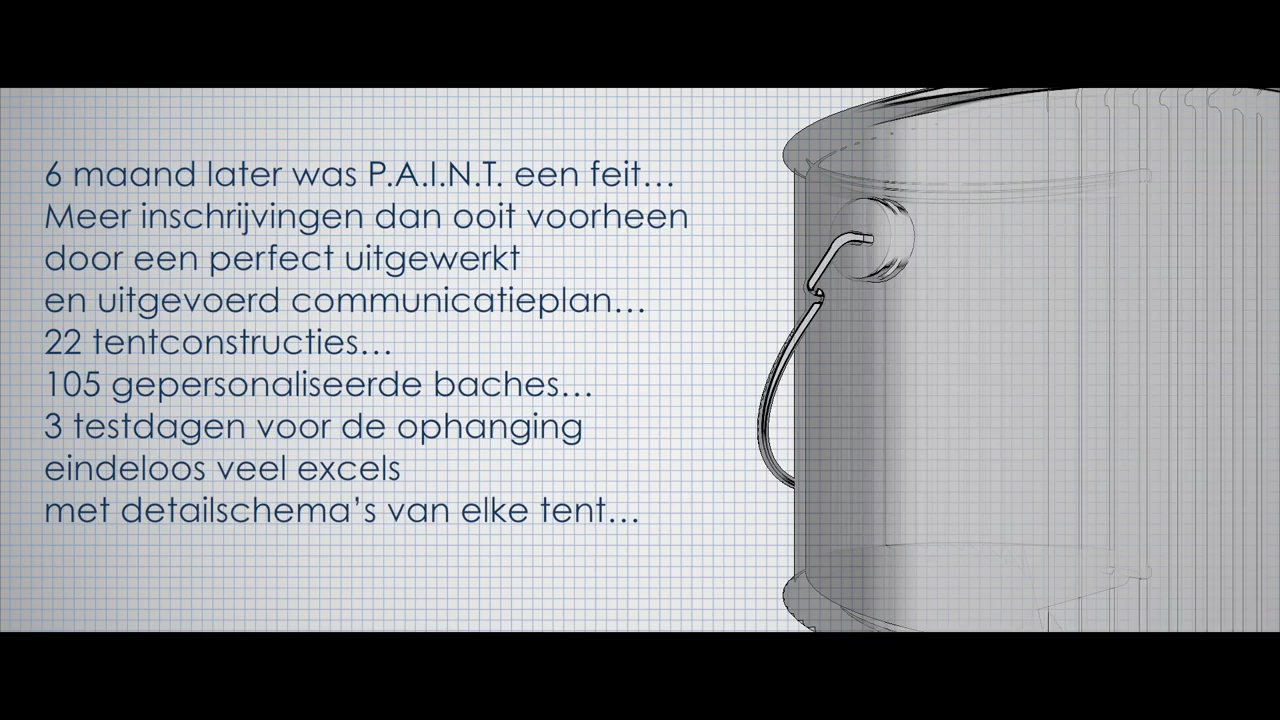 6 maand later was P.A.I.N.T. een feit…
Meer inschrijvingen dan ooit voorheen
door een perfect uitgewerkt
en uitgevoerd communicatieplan…
22 tentconstructies…
105 gepersonaliseerde baches…
3 testdagen voor de ophanging
eindeloos veel excels
met detailschema’s van elke tent…